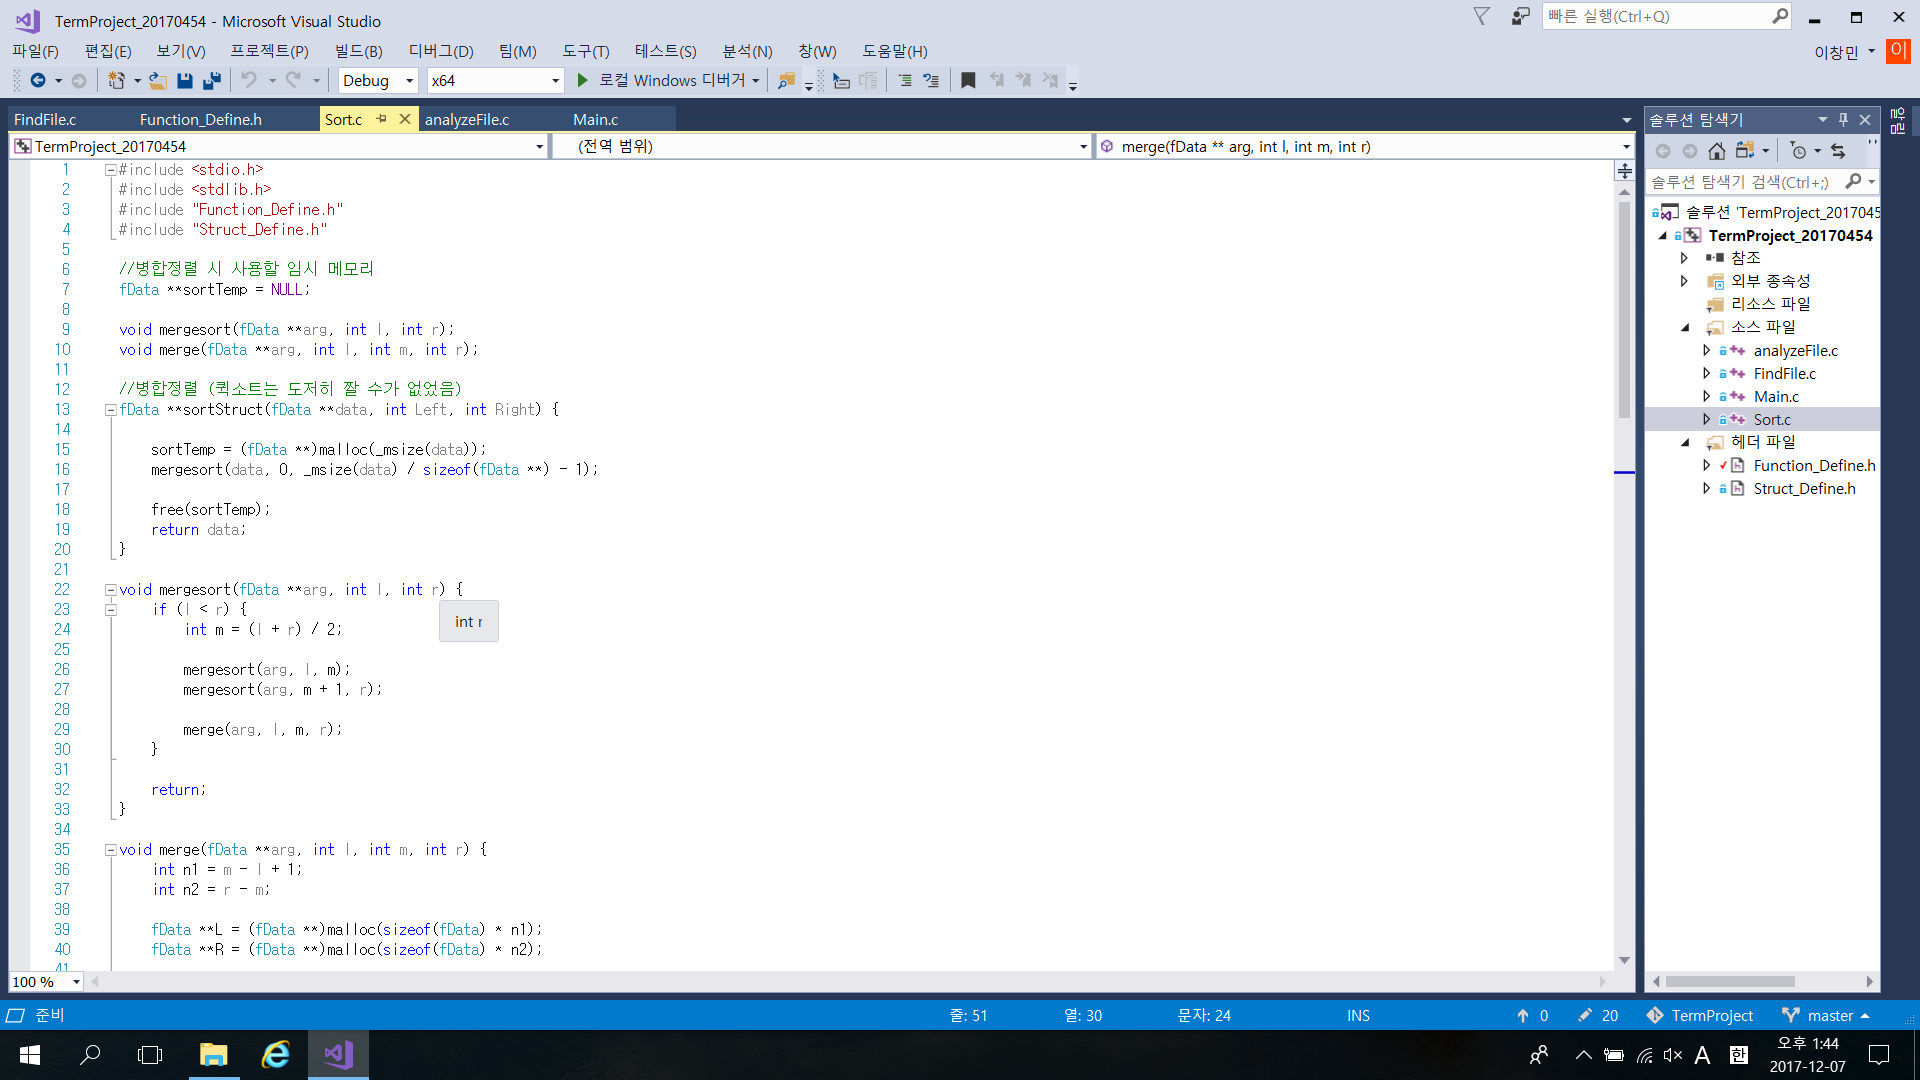 TermProject_20170454 - Microsoft Visual Studio
빠른 실행(Ctrl+Q)
파일(F) 편집(E) 보기(V) 프로젝트(P) 빌드(B) 디버그(D) 팀(M) 도구(T) 테스트(S) 분석(N) 창(W) 도움말(H)
이창민 이
Debug x64 로컬 Windows 디버거
FindFile.c Function_Define.h Sort.c analyzeFile.c Main.c
TermProject_20170454 (전역 범위) merge(fData ** arg, int l, int m, int r)
1 #include <stdio.h>
2 #include <stdlib.h>
3 #include "Function_Define.h"
4 #include "Struct_Define.h"
5
6 //병합정렬 시 사용할 임시 메모리
7 fData **sortTemp = NULL;
8
9 void mergesort(fData **arg, int l, int r);
10 void merge(fData **arg, int l, int m, int r);
11
12 //병합정렬 (퀵소트는 도저히 짤 수가 없었음)
13 fData **sortStruct(fData **data, int Left, int Right) {
14
15 sortTemp = (fData **)malloc(_msize(data));
16 mergesort(data, 0, _msize(data) / sizeof(fData **) - 1);
17
18 free(sortTemp);
19 return data;
20 }
21
22 void mergesort(fData **arg, int l, int r) {
23 if (l < r) {
24 int m = (l + r) / 2;
int r
25
26 mergesort(arg, l, m);
27 mergesort(arg, m + 1, r);
28
29 merge(arg, l, m, r);
30 }
31
32 return;
33 }
34
35 void merge(fData **arg, int l, int m, int r) {
36 int n1 = m - l + 1;
37 int n2 = r - m;
38
39 fData **L = (fData **)malloc(sizeof(fData) * n1);
40 fData **R = (fData **)malloc(sizeof(fData) * n2);
41
100 %
솔루션 탐색기
알림
솔루션 탐색기 검색(Ctrl+;)
솔루션 'TermProject_2017045
TermProject_20170454
참조
외부 종속성
리소스 파일
소스 파일
analyzeFile.c
FindFile.c
Main.c
Sort.c
헤더 파일
Function_Define.h
Struct_Define.h
준비 줄: 51 열: 30 문자: 24 INS 0 20 TermProject master
A 한 오후 1:44
2017-12-07